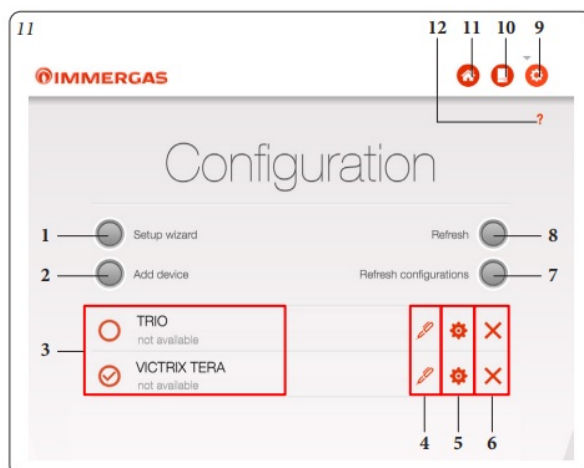 11
12 11 10 9
IMMERGAS
?
Configuration
1 Setup wizard Refresh 8
2 Add device Refresh configurations 7
TRIO
not available
3
VICTRIX TERA
not available
4 5 6